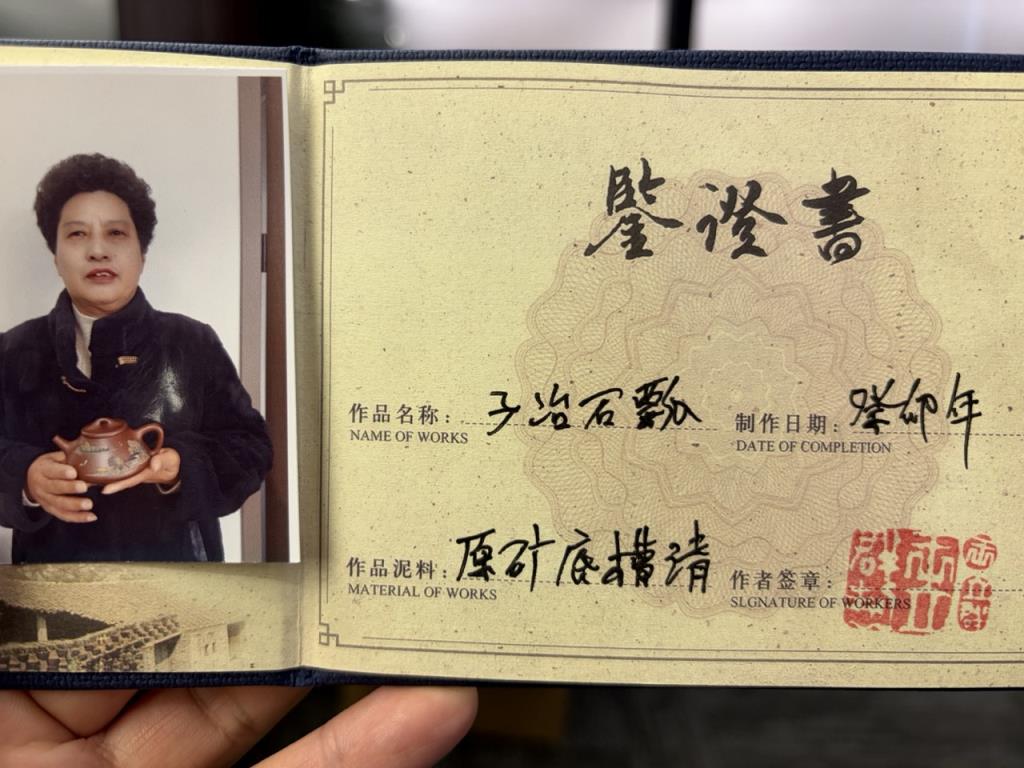 鉴證書
作品名称: 子冶石瓢
NAME OF WORKS
制作日期: 癸卯年
DATE OF COMPLETION
作品泥料: 原矿底槽清
MATERIAL OF WORKS
作者签章:
SLGNATURE OF WORKERS